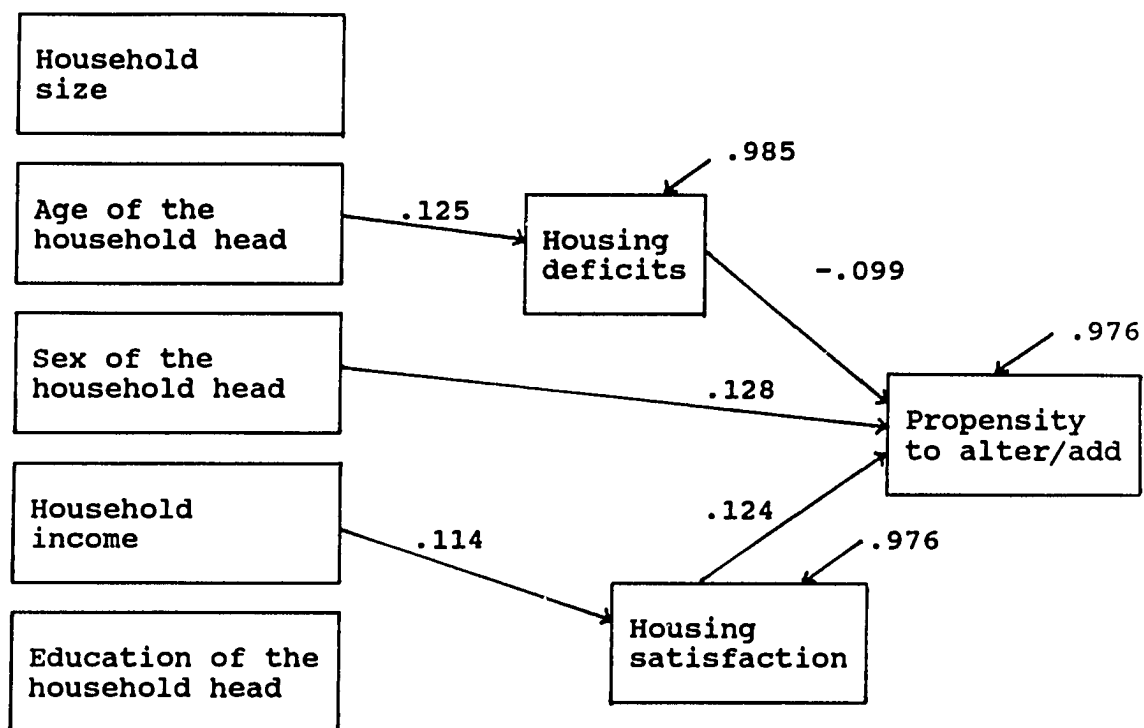 Household
size
.985
Age of the
household head
.125
Housing
deficits
-.099
Sex of the
household head
.128
.976
Propensity
to alter/add
Household
income
.114
.124
.976
Housing
satisfaction
Education of the
household head